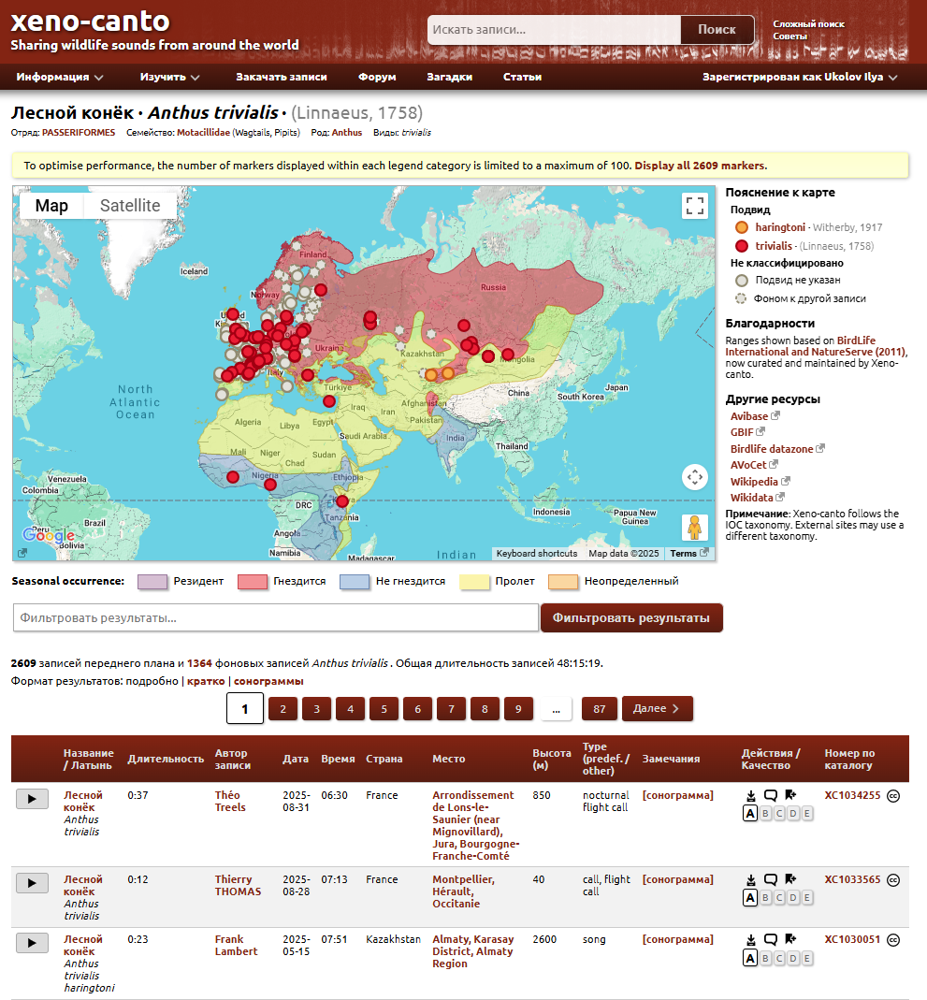 xeno-canto
Sharing wildlife sounds from around the world
Искать записи...
Поиск
Сложный поиск
Советы
Информация
Изучить
Закачать записи
Форум
Загадки
Статьи
Зарегистрирован как Ukolov Ilya
Лесной конёк · Anthus trivialis · (Linnaeus, 1758)
Отряд: PASSERIFORMES Семейство: Motacillidae (Wagtails, Pipits) Род: Anthus Виды: trivialis
To optimise performance, the number of markers displayed within each legend category is limited to a maximum of 100. Display all 2609 markers.
Map
Satellite
Iceland
Finland
Norway
Russia
Ukraine
Italy
Türkiye
Kazakhstan
Mongolia
China
Japan
South Korea
Afghanistan
Pakistan
Iran
Iraq
Egypt
Libya
Algeria
Saudi Arabia
Mali
Niger
Chad
Sudan
Nigeria
Ethiopia
India
Thailand
North
Atlantic
Ocean
Venezuela
Colombia
Brazil
Peru
Bolivia
DRC
Tanzania
Angola
Namibia
Madagascar
Indonesia
Papua New
Guinea
Indian
Google
Keyboard shortcuts
Map data ©2025
Terms
Пояснение к карте
Подвид
haringtoni · Witherby, 1917
trivialis · (Linnaeus, 1758)
Не классифицировано
Подвид не указан
Фоном к другой записи
Благодарности
Ranges shown based on BirdLife
International and NatureServe (2011),
now curated and maintained by Xeno-
canto.
Другие ресурсы
Avibase
GBIF
Birdlife datazone
AVoCet
Wikipedia
Wikidata
Примечание: Xeno-canto follows the
IOC taxonomy. External sites may use a
different taxonomy.
Seasonal occurrence: Резидент Гнездится Не гнездится Пролет Неопределенный
Фильтровать результаты...
Фильтровать результаты
2609 записей переднего плана и 1364 фоновых записей Anthus trivialis . Общая длительность записей 48:15:19.
Формат результатов: подробно | кратко | сонограммы
1 2 3 4 5 6 7 8 9 ... 87 Далее
Название
/ Латынь
Длительность
Автор
записи
Дата
Время
Страна
Место
Высота
(м)
Type
(predef. /
other)
Замечания
Действия /
Качество
Номер по
каталогу
Лесной
конёк
Anthus
trivialis
0:37
Théo
Treels
2025-
08-31
06:30
France
Arrondissement
de Lons-le-
Saunier (near
Mignovillard),
Jura, Bourgogne-
Franche-Comté
850
nocturnal
flight call
[сонограмма]
A B C D E
XC1034255
cc
Лесной
конёк
Anthus
trivialis
0:12
Thierry
THOMAS
2025-
08-28
07:13
France
Montpellier,
Hérault,
Occitanie
40
call, flight
call
[сонограмма]
A B C D E
XC1033565
cc
Лесной
конёк
Anthus
trivialis
haringtoni
0:23
Frank
Lambert
2025-
05-15
07:51
Kazakhstan
Almaty, Karasay
District, Almaty
Region
2600
song
[сонограмма]
A B C D E
XC1030051
cc